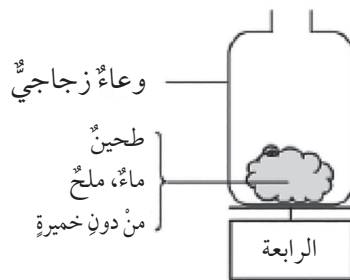 وعاءٌ زجاجيٌّ
طحينٌ
ماءٌ، ملحٌ
منْ دونِ خميرةٍ
الرابعة